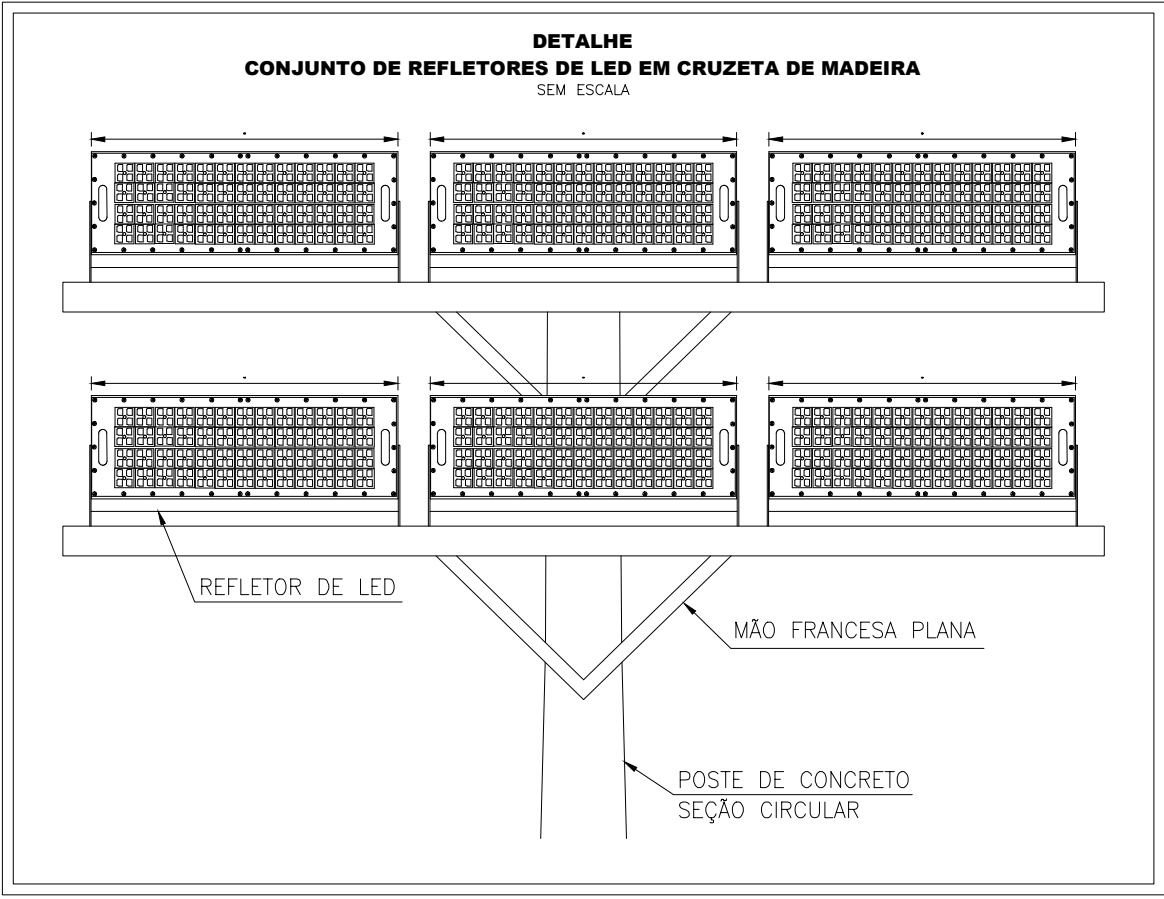 DETALHE
CONJUNTO DE REFLETORES DE LED EM CRUZETA DE MADEIRA
SEM ESCALA
REFLETOR DE LED
MÃO FRANCESA PLANA
POSTE DE CONCRETO
SEÇÃO CIRCULAR